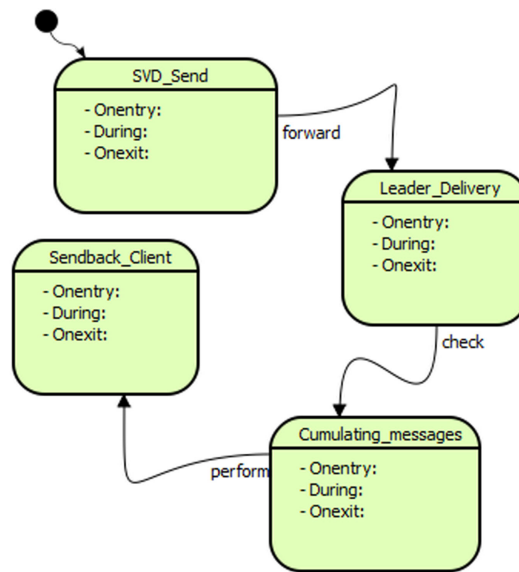 SVD_Send
- Onentry:
- During:
- Onexit:
forward
Leader_Delivery
- Onentry:
- During:
- Onexit:
Sendback_Client
- Onentry:
- During:
- Onexit:
check
Cumulating_messages
- Onentry:
- During:
- Onexit:
perform